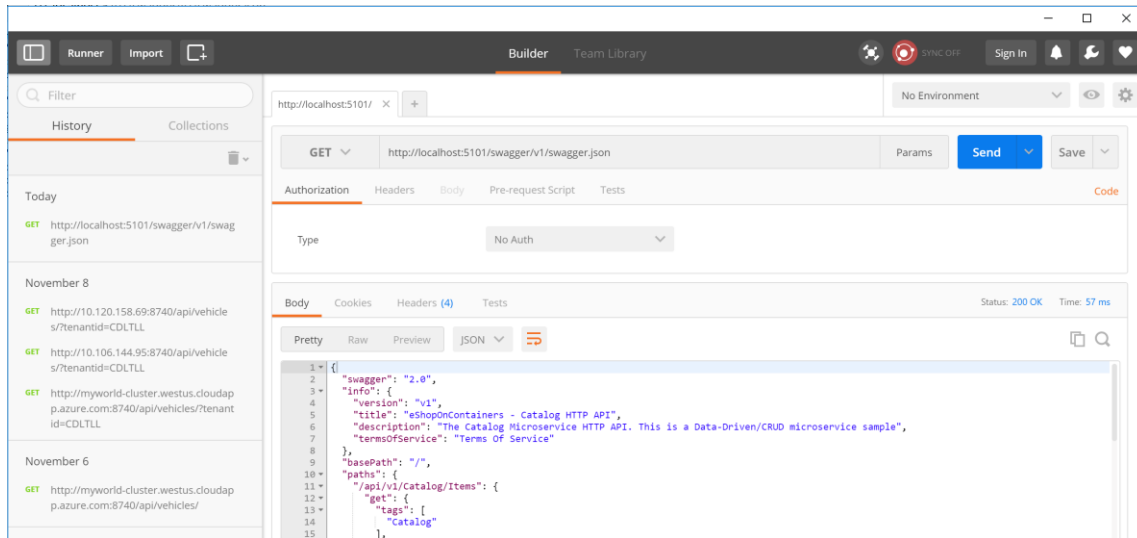 Runner Import Builder Team Library SYNC OFF Sign In
Filter
History Collections
Today
GET http://localhost:5101/swagger/v1/swag
ger.json
November 8
GET http://10.120.158.69:8740/api/vehicle
s/?tenantid=CDLTLL
GET http://10.106.144.95:8740/api/vehicle
s/?tenantid=CDLTLL
GET http://myworld-cluster.westus.cloudap
p.azure.com:8740/api/vehicles/?tenant
id=CDLTLL
November 6
GET http://myworld-cluster.westus.cloudap
p.azure.com:8740/api/vehicles/
http://localhost:5101/ No Environment
GET http://localhost:5101/swagger/v1/swagger.json Params Send Save
Authorization Headers Body Pre-request Script Tests Code
Type No Auth
Body Cookies Headers (4) Tests Status: 200 OK Time: 57 ms
Pretty Raw Preview JSON
1 {
2 "swagger": "2.0",
3 "info": {
4 "version": "v1",
5 "title": "eShopOnContainers - Catalog HTTP API",
6 "description": "The Catalog Microservice HTTP API. This is a Data-Driven/CRUD microservice sample",
7 "termsOfService": "Terms Of Service"
8 },
9 "basePath": "/",
10 "paths": {
11 "/api/v1/Catalog/Items": {
12 "get": {
13 "tags": [
14 "Catalog"
15 ],